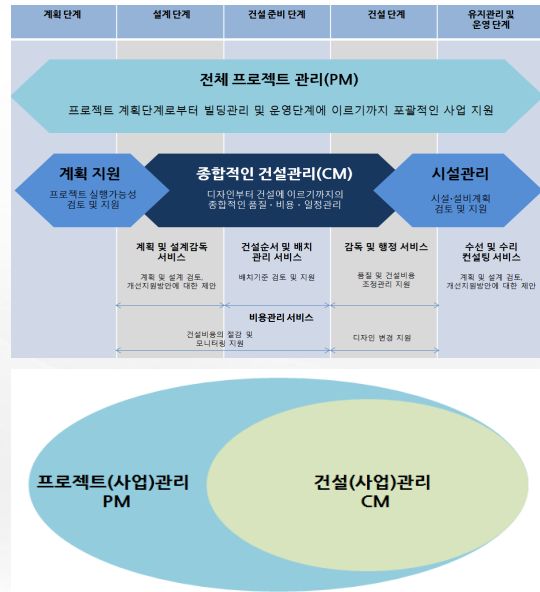 계획 단계
설계 단계
건설 준비 단계
건설 단계
유지관리 및
운영 단계
전체 프로젝트 관리(PM)
프로젝트 계획단계로부터 빌딩관리 및 운영단계에 이르기까지 포괄적인 사업 지원
계획 지원
프로젝트 실행가능성
검토 및 지원
종합적인 건설관리(CM)
디자인부터 건설에 이르기까지의
종합적인 품질·비용·일정관리
시설관리
시설·설비계획
검토 및 지원
계획 및 설계감독
서비스
계획 및 설계 검토,
개선지원방안에 대한 제안
건설순서 및 배치
관리 서비스
배치기준 검토 및 지원
감독 및 행정 서비스
품질 및 건설비용
조정관리 지원
수선 및 수리
컨설팅 서비스
계획 및 설계 검토,
개선지원방안에 대한 제안
비용관리 서비스
건설비용의 절감 및
모니터링 지원
디자인 변경 지원
프로젝트(사업)관리
PM
건설(사업)관리
CM